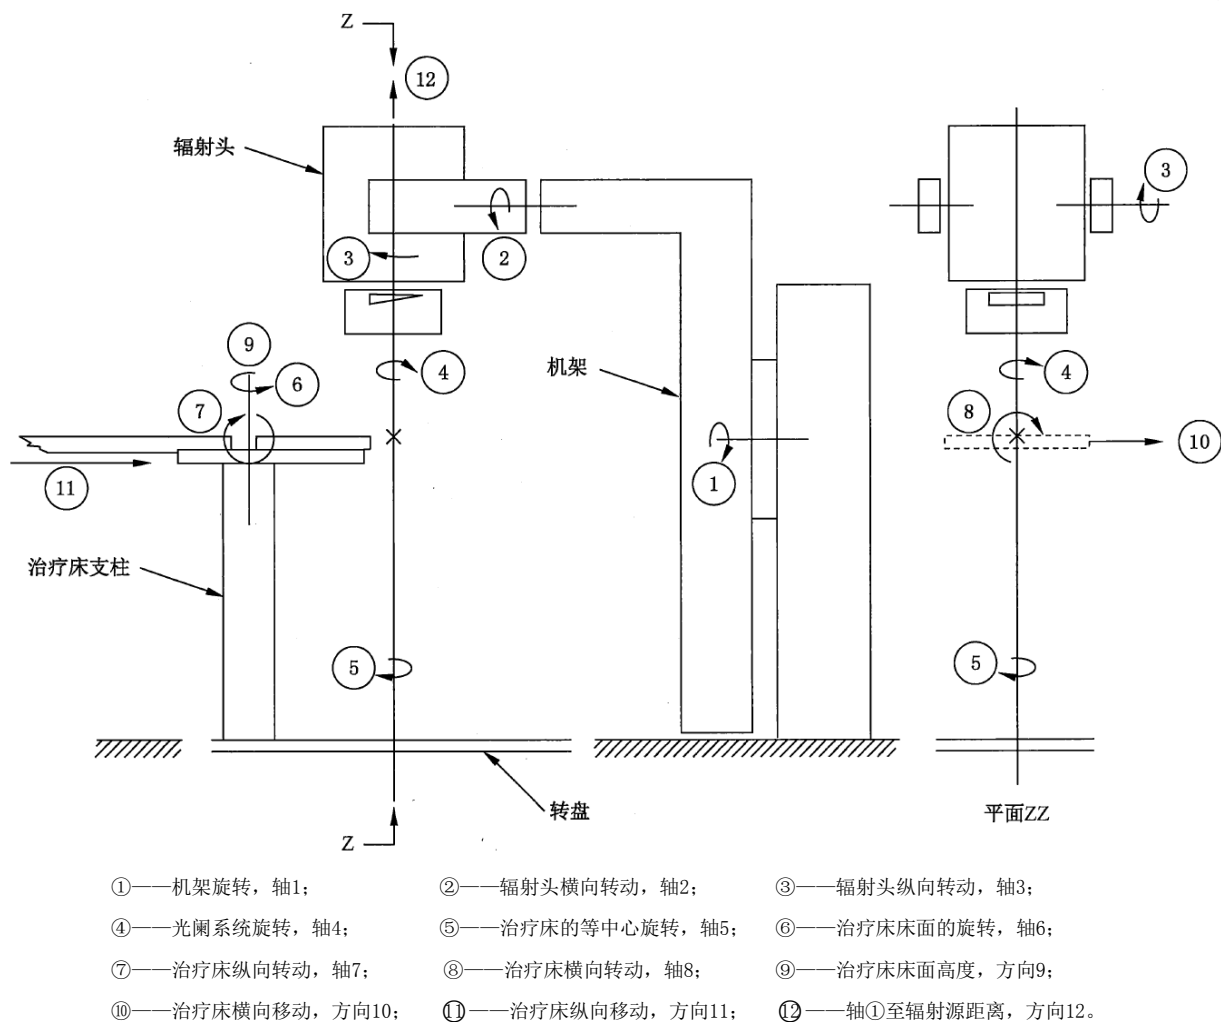 Z
12
辐射头
3
3
2
9
机架
4
4
6
7
8
10
11
1
治疗床支柱
5
5
转盘
平面ZZ
Z
①——机架旋转，轴1； ②——辐射头横向转动，轴2； ③——辐射头纵向转动，轴3；
④——光阑系统旋转，轴4； ⑤——治疗床的等中心旋转，轴5； ⑥——治疗床床面的旋转，轴6；
⑦——治疗床纵向转动，轴7； ⑧——治疗床横向转动，轴8； ⑨——治疗床床面高度，方向9；
⑩——治疗床横向移动，方向10； ⑪——治疗床纵向移动，方向11； ⑫——轴①至辐射源距离，方向12。